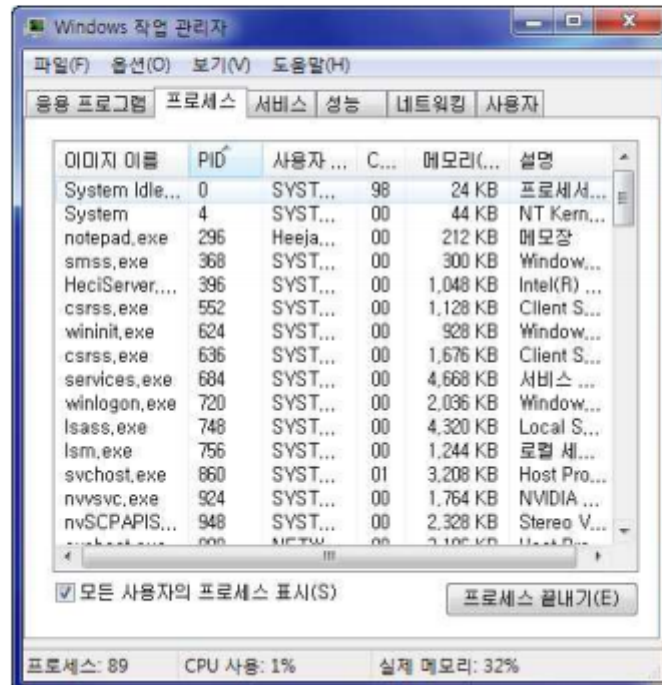 Windows 작업 관리자
파일(F) 옵션(O) 보기(V) 도움말(H)
응용 프로그램 프로세스 서비스 성능 네트워킹 사용자
이미지 이름 PID 사용자 ... C... 메모리(... 설명
System Idle... 0 SYST... 98 24 KB 프로세서...
System 4 SYST... 00 44 KB NT Kern...
notepad.exe 296 Heeja... 00 212 KB 메모장
smss.exe 368 SYST... 00 300 KB Window...
HeciServer.... 396 SYST... 00 1,048 KB Intel(R) ...
csrss.exe 552 SYST... 00 1,128 KB Client S...
wininit.exe 624 SYST... 00 928 KB Window...
csrss.exe 636 SYST... 00 1,676 KB Client S...
services.exe 684 SYST... 00 4,668 KB 서비스 ...
winlogon.exe 720 SYST... 00 2,036 KB Window...
lsass.exe 748 SYST... 00 4,320 KB Local S...
lsm.exe 756 SYST... 00 1,244 KB 로컬 세...
svchost.exe 860 SYST... 01 3,208 KB Host Pro...
nvvsvc.exe 924 SYST... 00 1,764 KB NVIDIA ...
nvSCPAPIS... 948 SYST... 00 2,328 KB Stereo V...
모든 사용자의 프로세스 표시(S) 프로세스 끝내기(E)
프로세스: 89 CPU 사용: 1% 실제 메모리: 32%